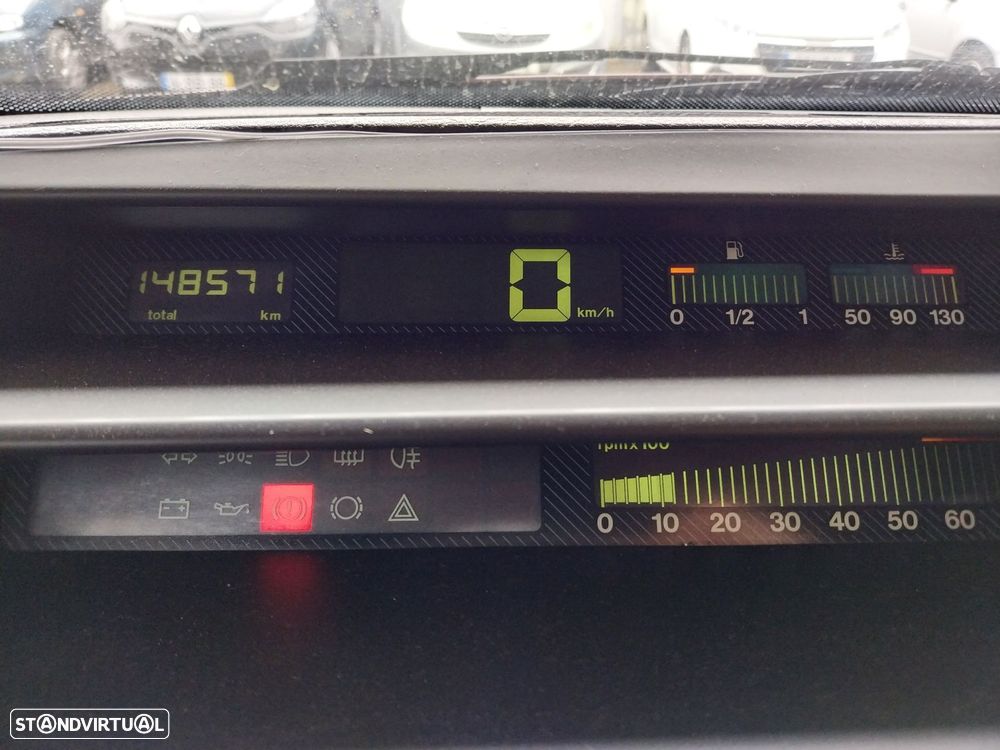 148571
total km
0 km/h
0 1/2 1
50 90 130
rpm x 100
0 10 20 30 40 50 60
STANDVIRTUAL